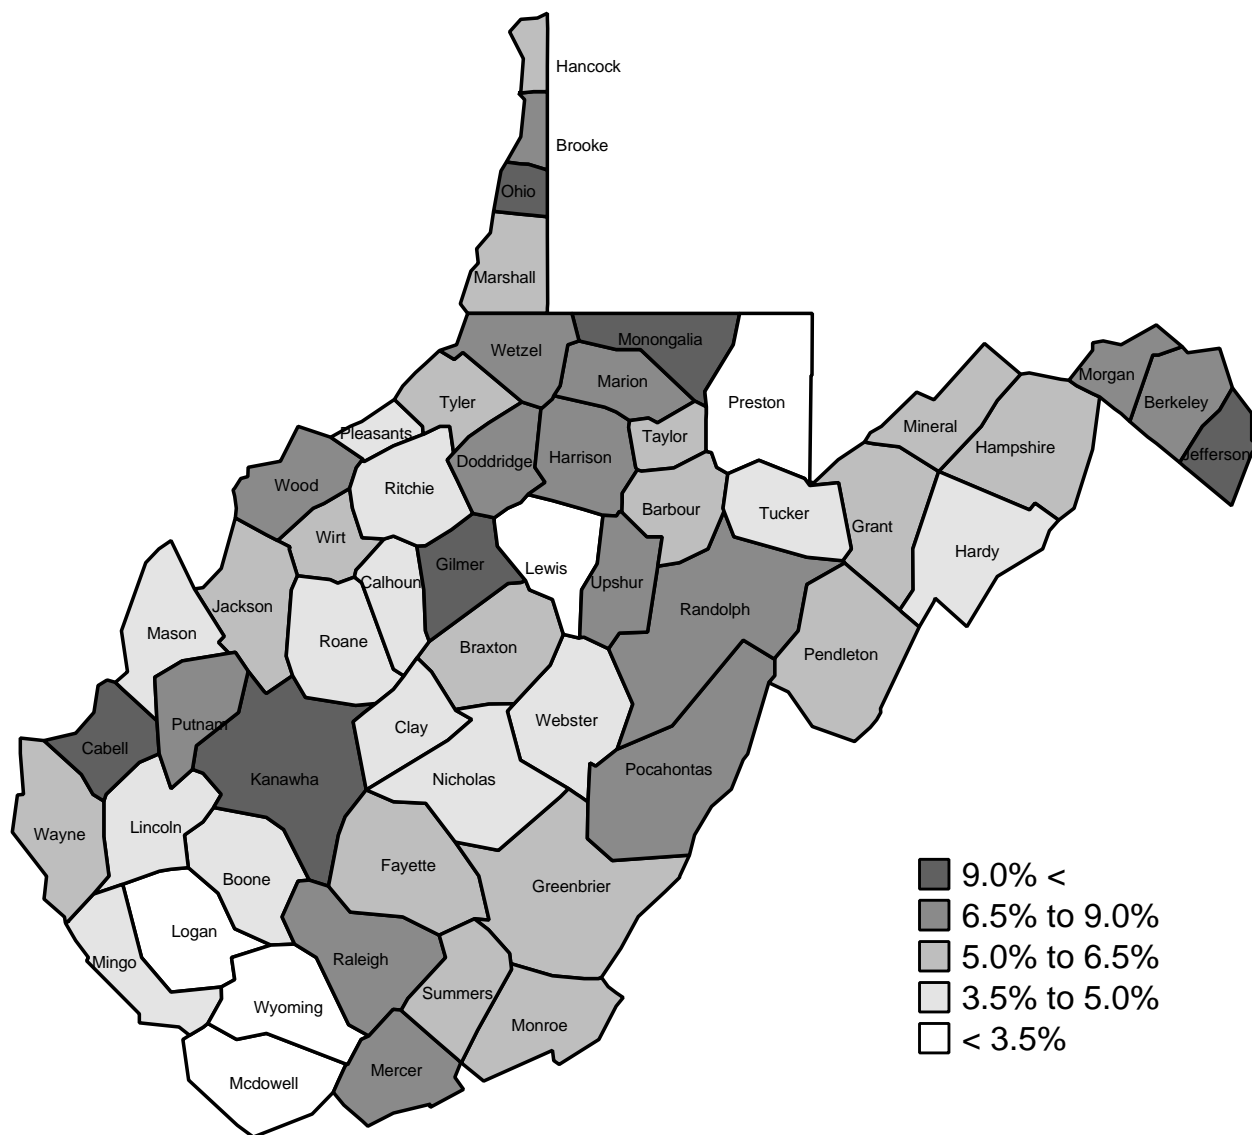 Hancock
Brooke
Ohio
Marshall
Wetzel
Monongalia
Marion
Preston
Morgan
Berkeley
Jefferson
Tyler
Pleasants
Taylor
Mineral
Hampshire
Wood
Ritchie
Doddridge
Harrison
Barbour
Tucker
Grant
Hardy
Wirt
Calhoun
Gilmer
Lewis
Upshur
Randolph
Jackson
Mason
Roane
Braxton
Pendleton
Putnam
Cabell
Clay
Webster
Kanawha
Nicholas
Pocahontas
Wayne
Lincoln
Boone
Fayette
Greenbrier
Logan
Mingo
Raleigh
Summers
Wyoming
Monroe
Mcdowell
Mercer
9.0% <
6.5% to 9.0%
5.0% to 6.5%
3.5% to 5.0%
< 3.5%